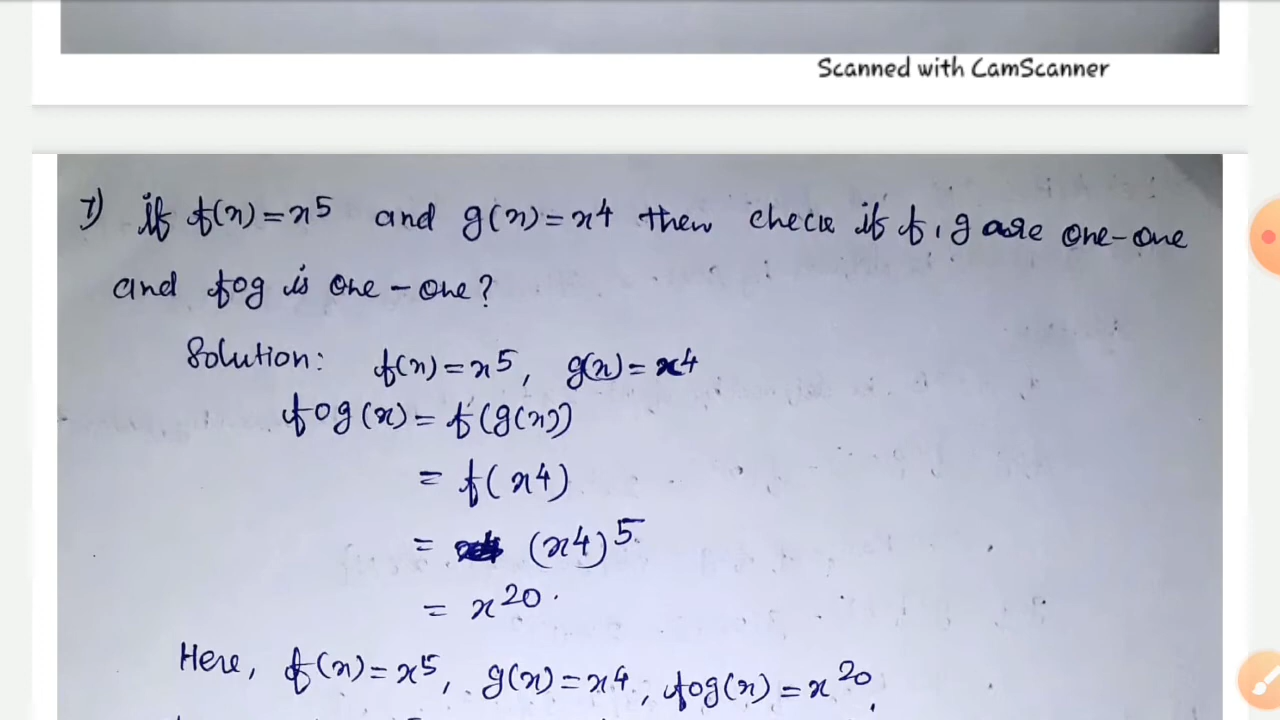 Scanned with CamScanner
7) if f(x)=x⁵ and g(x)=x⁴ then check if f, g are one-one
and fog is one-one?
Solution: f(x)=x⁵, g(x)=x⁴
fog(x)=f(g(x))
= f(x⁴)
= (x⁴)⁵
= x²⁰.
Here, f(x)=x⁵, g(x)=x⁴, fog(x)=x²⁰.